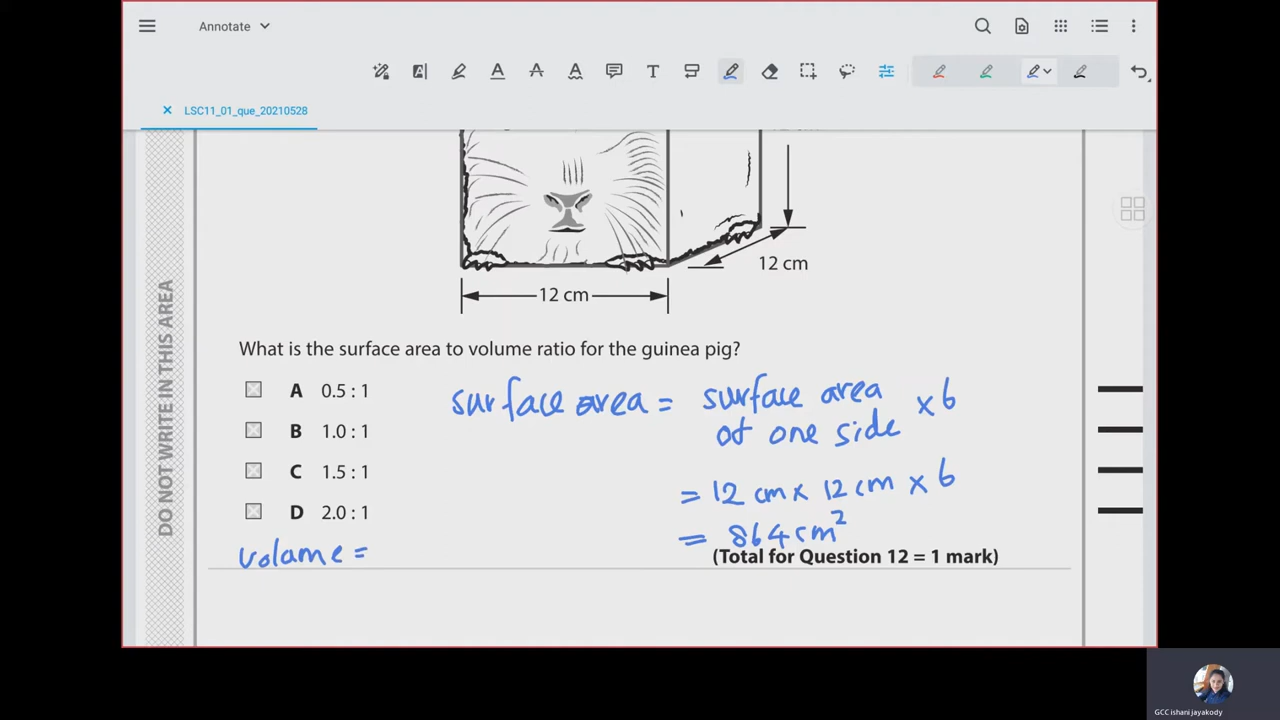 Annotate
LSC11_01_que_20210528
12 cm
12 cm
DO NOT WRITE IN THIS AREA
What is the surface area to volume ratio for the guinea pig?
A 0.5 : 1
B 1.0 : 1
C 1.5 : 1
D 2.0 : 1
surface area = surface area × 6
of one side
= 12 cm × 12 cm × 6
= 864 cm²
volame =
(Total for Question 12 = 1 mark)
GCC ishani jayakody